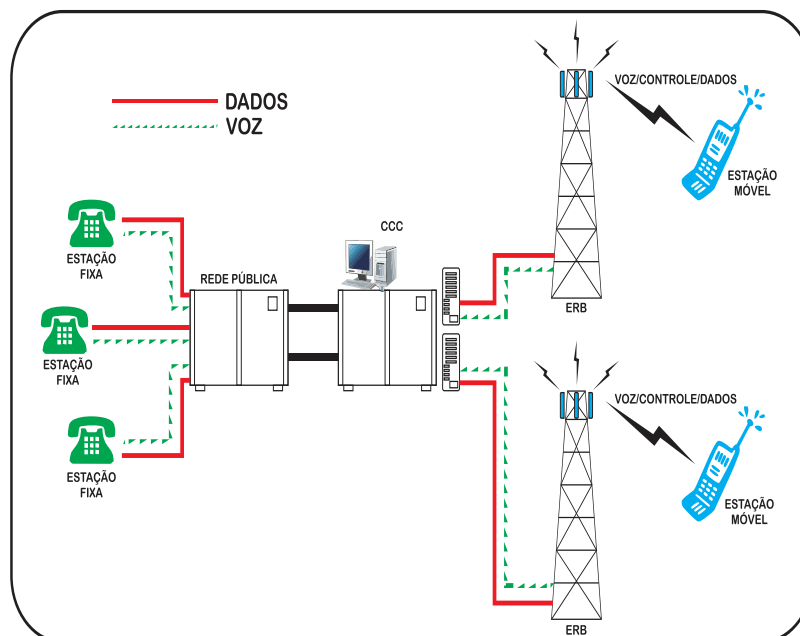 DADOS
VOZ
VOZ/CONTROLE/DADOS
ESTAÇÃO
MÓVEL
ESTAÇÃO
FIXA
CCC
REDE PÚBLICA
ERB
ESTAÇÃO
FIXA
ESTAÇÃO
FIXA
VOZ/CONTROLE/DADOS
ESTAÇÃO
MÓVEL
ERB